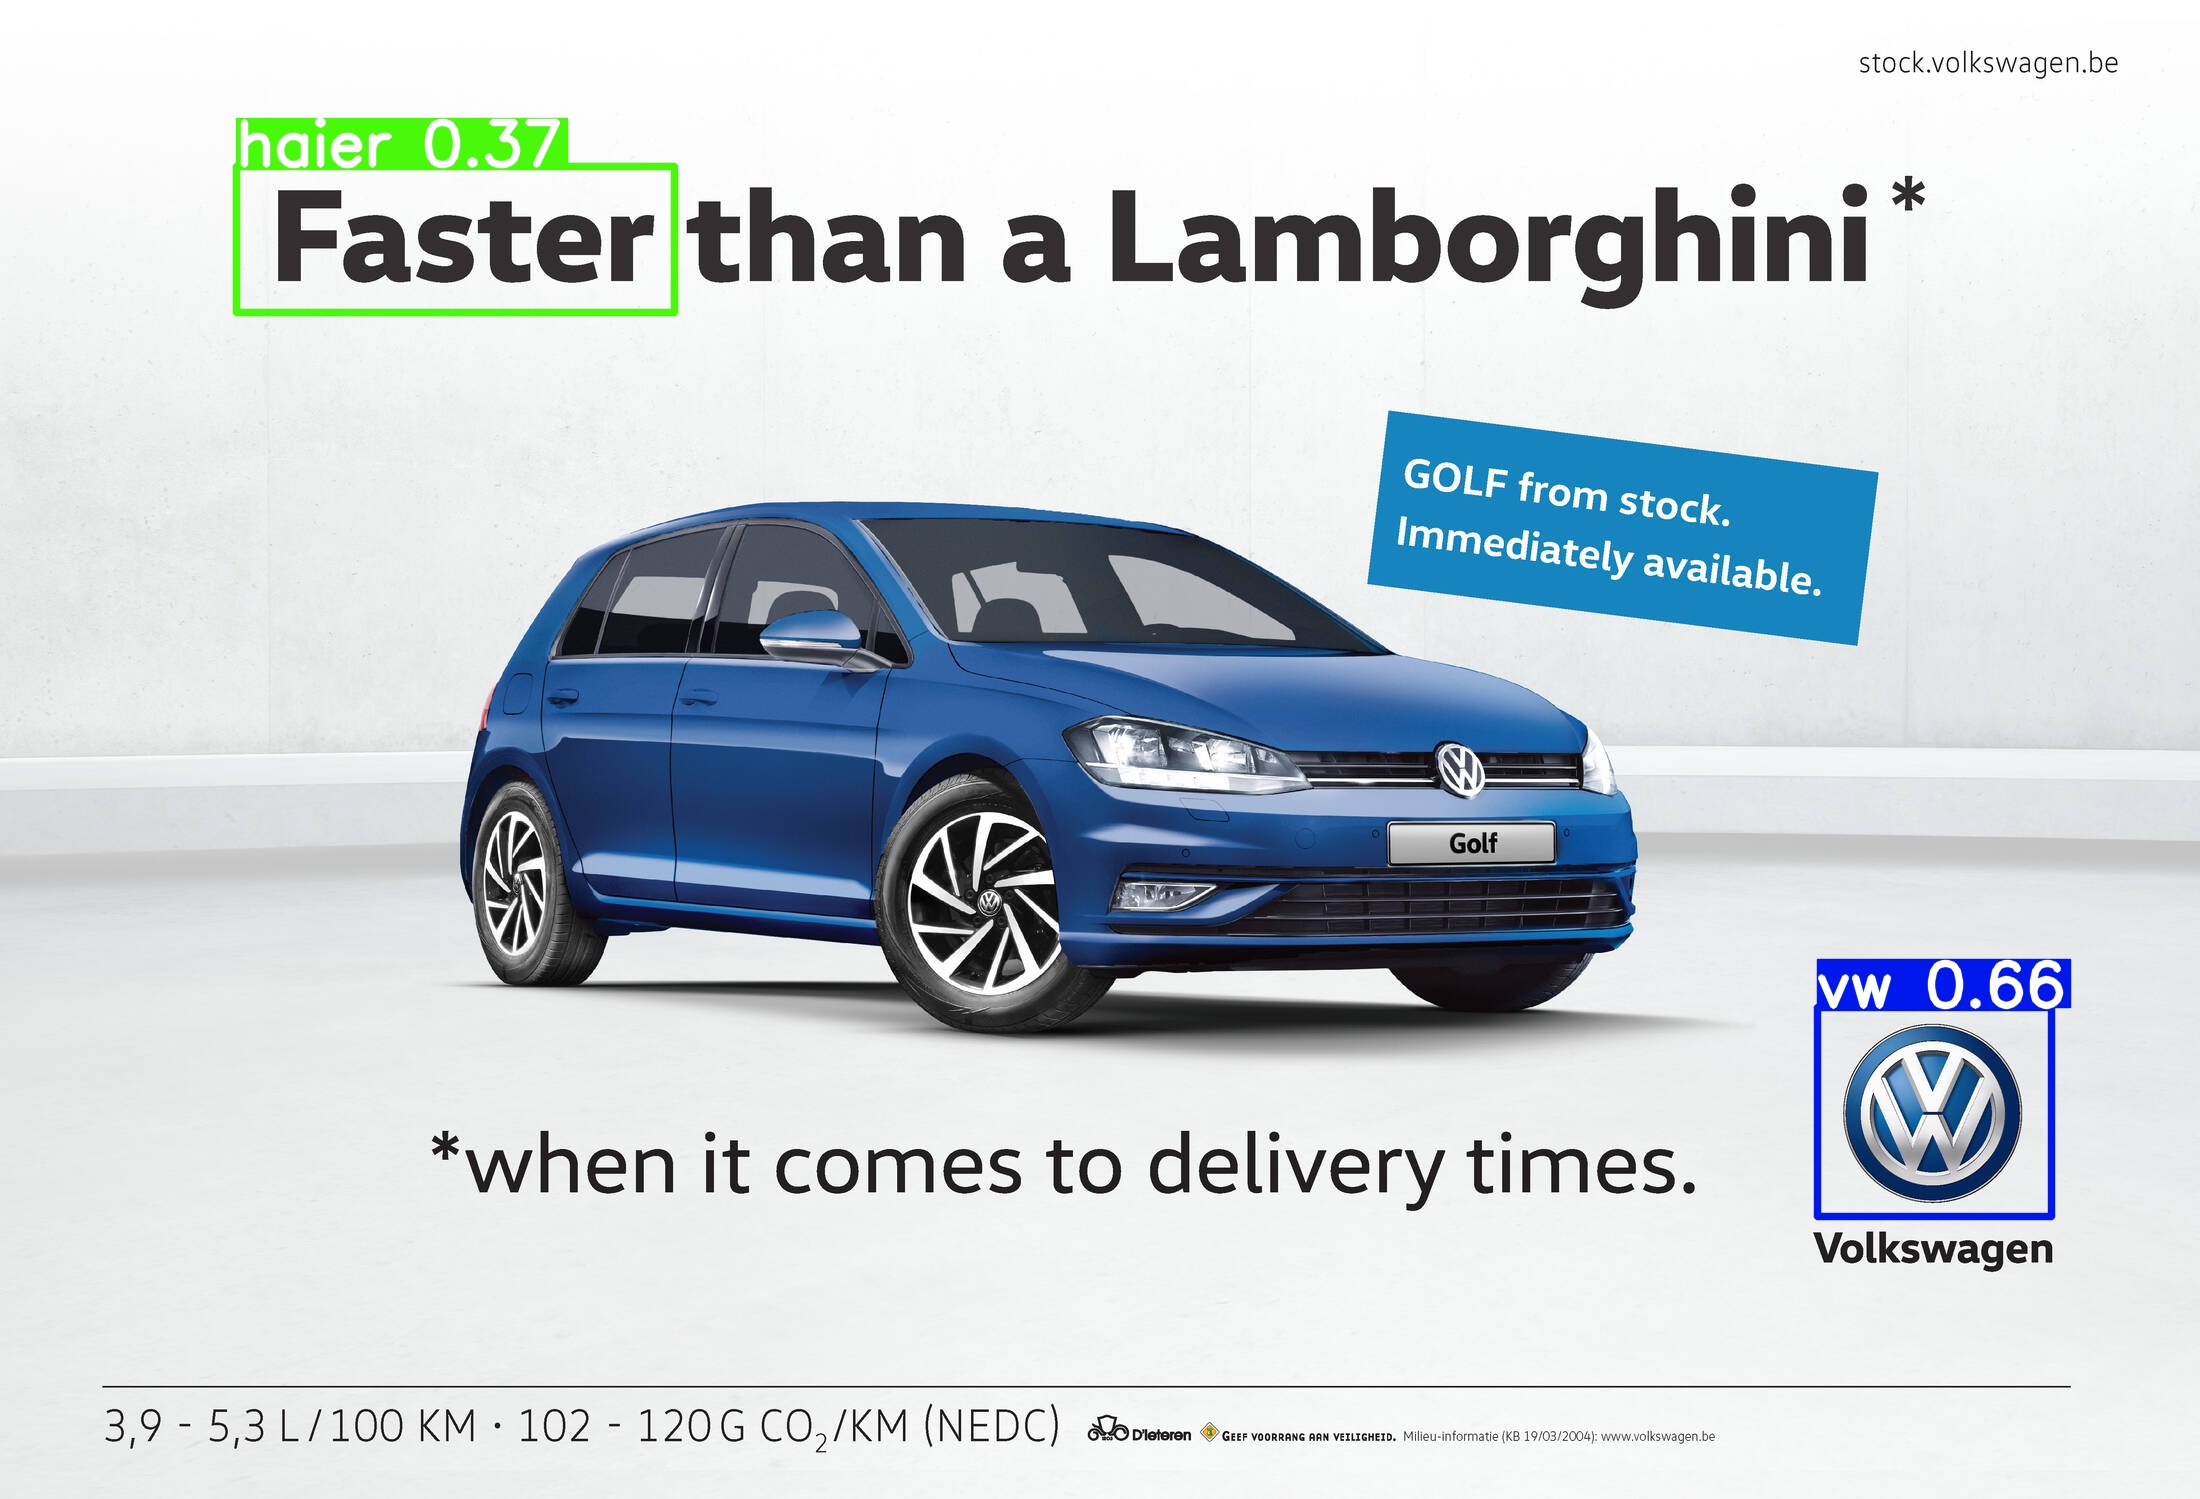 stock.volkswagen.be
haier 0.37
Faster than a Lamborghini*
GOLF from stock.
Immediately available.
Golf
vw 0.66
*when it comes to delivery times.
Volkswagen
3,9 - 5,3 L/100 KM · 102 - 120 G CO₂/KM (NEDC) D'Ieteren GEEF VOORRANG AAN VEILIGHEID. Milieu-informatie (KB 19/03/2004): www.volkswagen.be